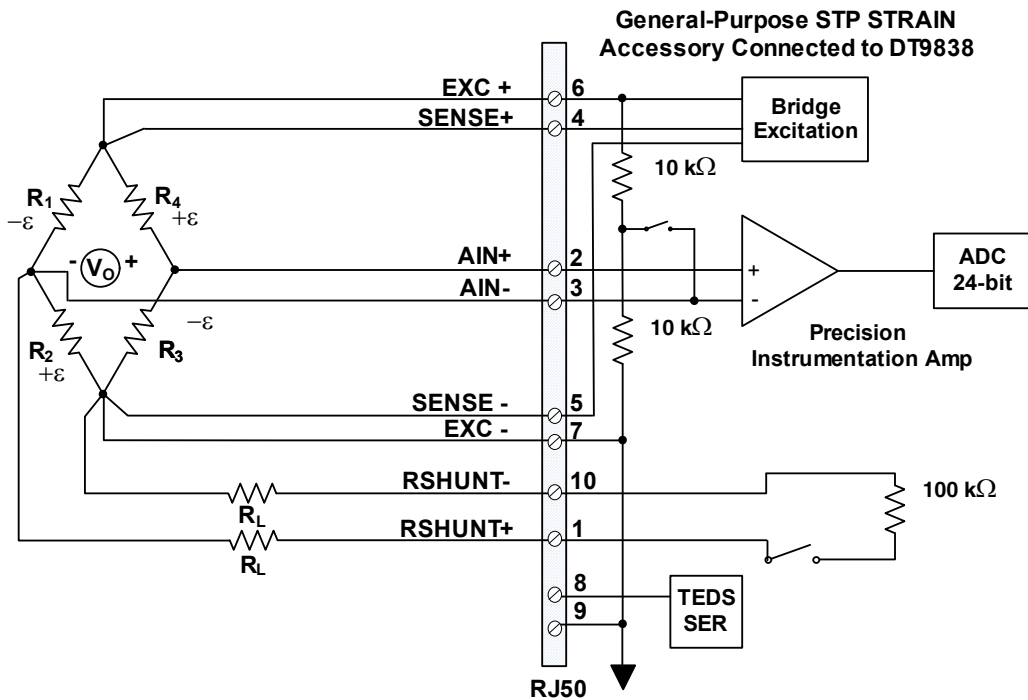 General-Purpose STP STRAIN
Accessory Connected to DT9838
EXC +
6
SENSE+
4
Bridge
Excitation
10 kΩ
R1
−ε
R4
+ε
- VO +
AIN+
2
AIN-
3
+
-
ADC
24-bit
R2
+ε
−ε
R3
10 kΩ
Precision
Instrumentation Amp
SENSE -
5
EXC -
7
RSHUNT-
10
RL
100 kΩ
RSHUNT+
1
RL
8
TEDS
SER
9
RJ50